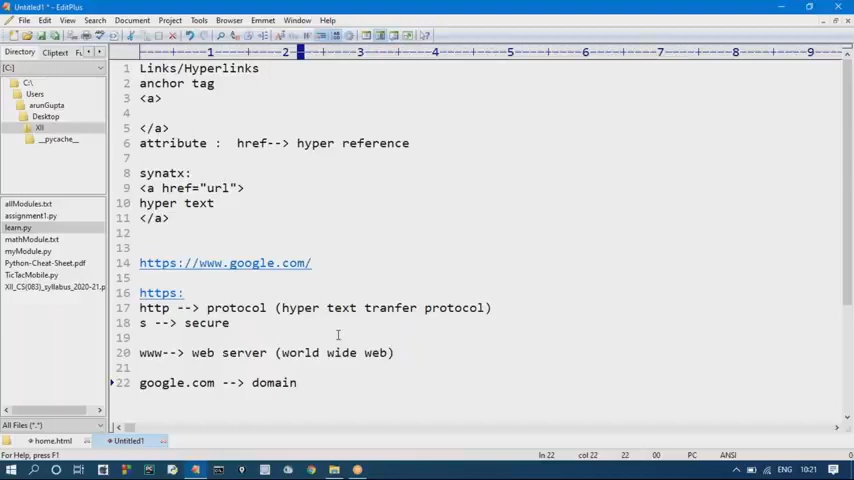 Untitled1 * - EditPlus
File Edit View Search Document Project Tools Browser Emmet Window Help
Directory Cliptext Fu
[C:]
C:\
Users
arunGupta
Desktop
XII
__pycache__
allModules.txt
assignment1.py
learn.py
mathModule.txt
myModule.py
Python-Cheat-Sheet.pdf
TicTacMobile.py
XII_CS(083)_syllabus_2020-21.p
All Files (*.*)
1 Links/Hyperlinks
2 anchor tag
3 <a>
4
5 </a>
6 attribute : href--> hyper reference
7
8 synatx:
9 <a href="url">
10 hyper text
11 </a>
12
13
14 https://www.google.com/
15
16 https:
17 http --> protocol (hyper text tranfer protocol)
18 s --> secure
19
20 www--> web server (world wide web)
21
22 google.com --> domain
home.html Untitled1
For Help, press F1 ln 22 col 22 22 00 PC ANSI
ENG 10:21